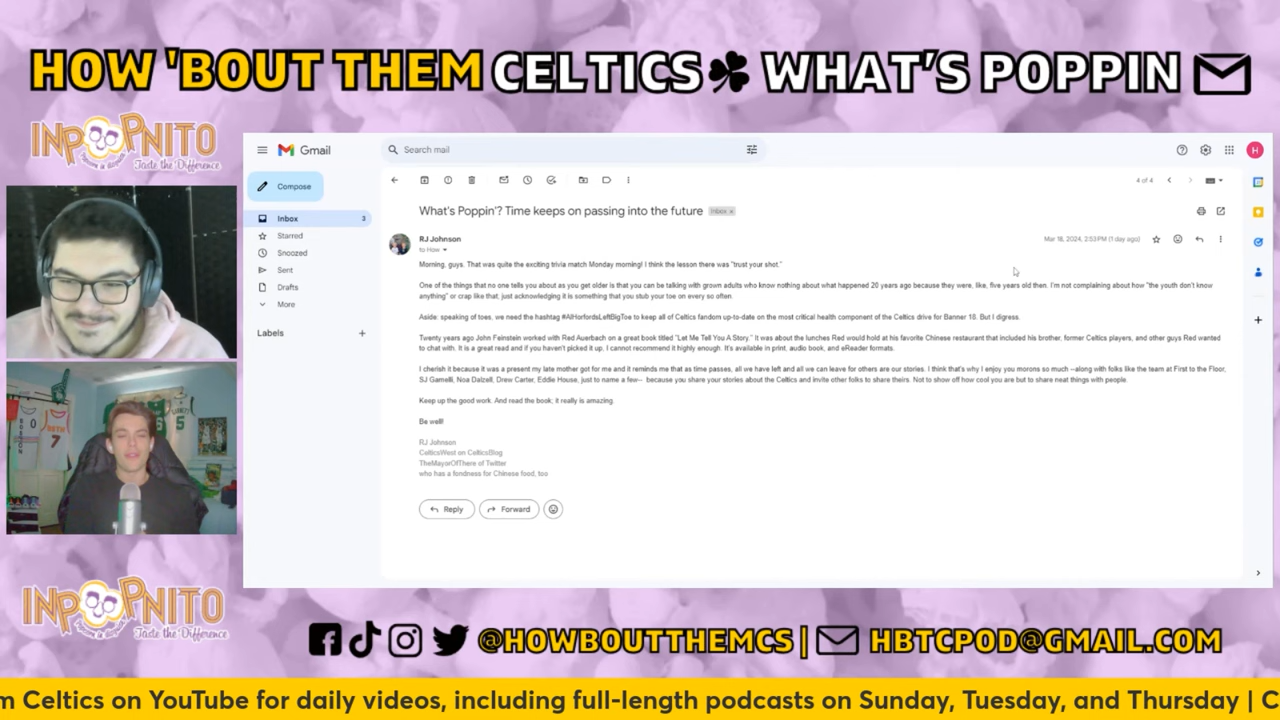 HOW 'BOUT THEM CELTICS WHAT'S POPPIN
INPOPNITO
Taste the Difference
Gmail
Search mail
H
Compose
4 of 4
Inbox 3
Starred
Snoozed
Sent
Drafts
More
Labels
What's Poppin'? Time keeps on passing into the future Inbox x
RJ Johnson
to How
Mar 18, 2024, 2:53 PM (1 day ago)
Morning, guys. That was quite the exciting trivia match Monday morning! I think the lesson there was "trust your shot."
One of the things that no one tells you about as you get older is that you can be talking with grown adults who know nothing about what happened 20 years ago because they were, like, five years old then. I'm not complaining about how "the youth don't know
anything" or crap like that; just acknowledging it is something that you stub your toe on every so often.
Aside: speaking of toes, we need the hashtag #AlHorfordsLeftBigToe to keep all of Celtics fandom up-to-date on the most critical health component of the Celtics drive for Banner 18. But I digress.
Twenty years ago John Feinstein worked with Red Auerbach on a great book titled "Let Me Tell You A Story." It was about the lunches Red would hold at his favorite Chinese restaurant that included his brother, former Celtics players, and other guys Red wanted
to chat with. It is a great read and if you haven't picked it up, I cannot recommend it highly enough. It's available in print, audio book, and eReader formats.
I cherish it because it was a present my late mother got for me and it reminds me that as time passes, all we have left and all we can leave for others are our stories. I think that's why I enjoy you morons so much --along with folks like the team at First to the Floor,
SJ Gamelli, Noa Dalzell, Drew Carter, Eddie House, just to name a few-- because you share your stories about the Celtics and invite other folks to share theirs. Not to show off how cool you are but to share neat things with people.
Keep up the good work. And read the book; it really is amazing.
Be well!
RJ Johnson
CelticsWest on CelticsBlog
TheMayorOfThere of Twitter
who has a fondness for Chinese food, too
Reply
Forward
0
7
5
INPOPNITO
Taste the Difference
@HOWBOUTTHEMCS | HBTCPOD@GMAIL.COM
m Celtics on YouTube for daily videos, including full-length podcasts on Sunday, Tuesday, and Thursday | C